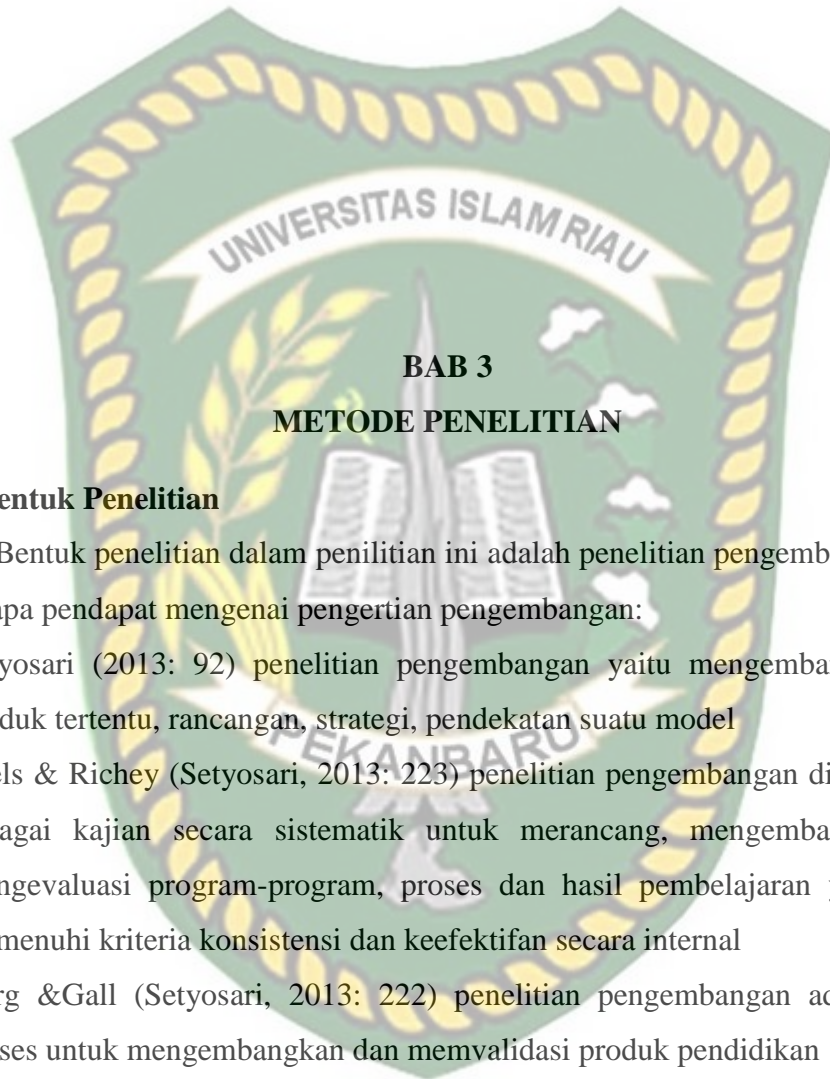 UNIVERSITAS ISLAM RIAU
BAB 3
METODE PENELITIAN
entuk Penelitian
Bentuk penelitian dalam penilitian ini adalah penelitian pengemb
apa pendapat mengenai pengertian pengembangan:
yosari (2013: 92) penelitian pengembangan yaitu mengemba
duk tertentu, rancangan, strategi, pendekatan suatu model
PEKANBARU
els & Richey (Setyosari, 2013: 223) penelitian pengembangan di
bagai kajian secara sistematik untuk merancang, mengemba
ngevaluasi program-program, proses dan hasil pembelajaran y
menuhi kriteria konsistensi dan keefektifan secara internal
rg &Gall (Setyosari, 2013: 222) penelitian pengembangan ad
ses untuk mengembangkan dan memvalidasi produk pendidikan